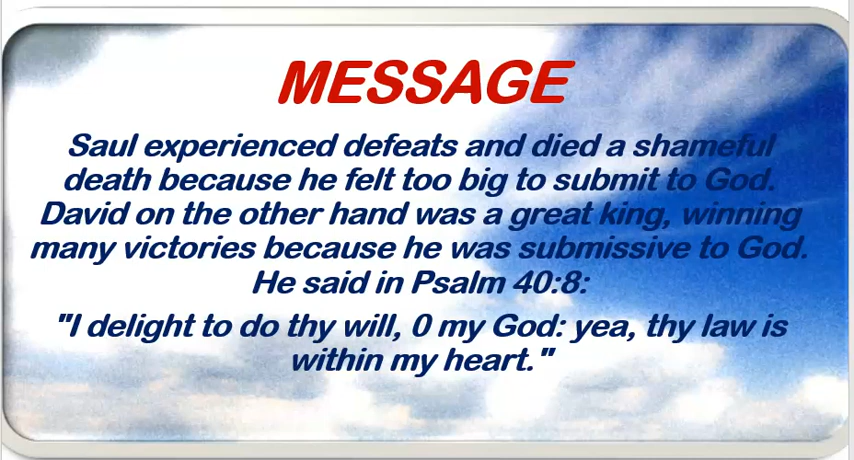 MESSAGE
Saul experienced defeats and died a shameful
death because he felt too big to submit to God.
David on the other hand was a great king, winning
many victories because he was submissive to God.
He said in Psalm 40:8:
"I delight to do thy will, 0 my God: yea, thy law is
within my heart."